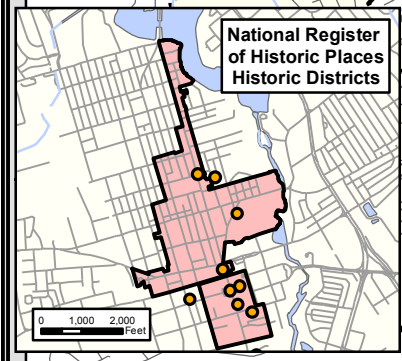 National Register
of Historic Places
Historic Districts
0 1,000 2,000
Feet